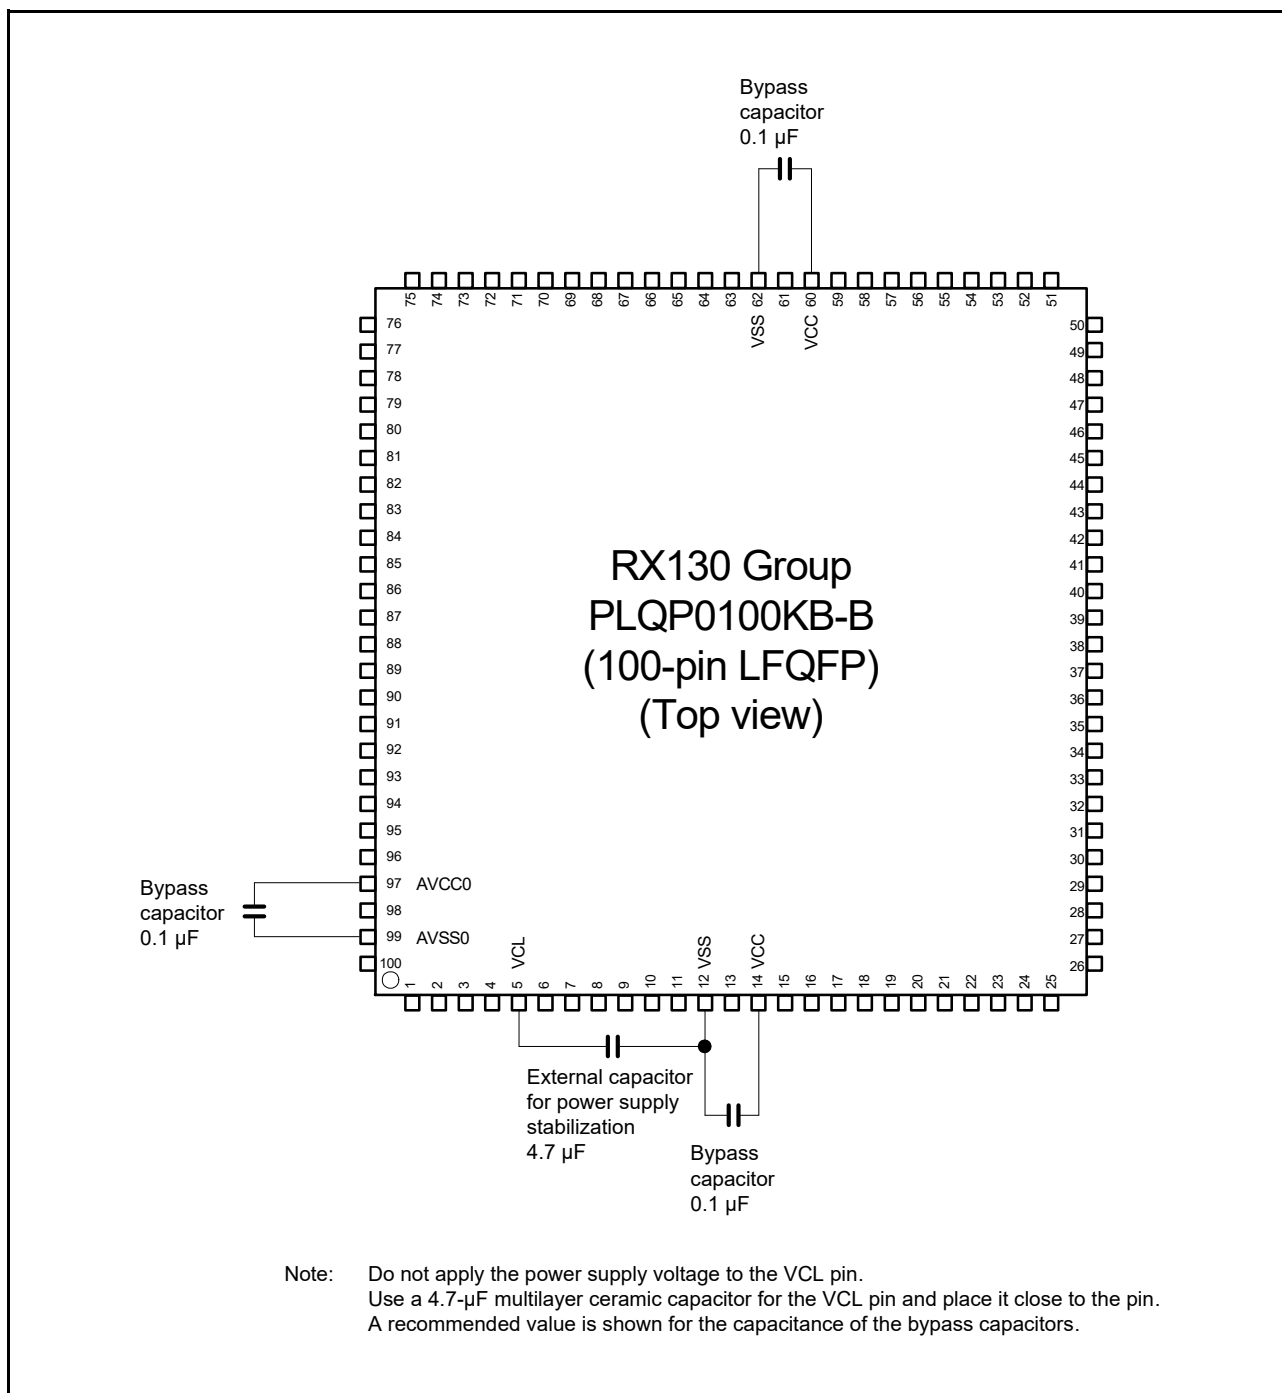 Bypass
capacitor
0.1 µF
75 74 73 72 71 70 69 68 67 66 65 64 63 62 61 60 59 58 57 56 55 54 53 52 51
VSS VCC
76 50
77 49
78 48
79 47
80 46
81 45
82 44
83 43
84 42
85 41
86 40
87 39
88 38
89 37
90 36
91 35
92 34
93 33
94 32
95 31
96 30
97 AVCC0 29
98 28
99 AVSS0 27
100 26
RX130 Group
PLQP0100KB-B
(100-pin LFQFP)
(Top view)
Bypass
capacitor
0.1 µF
VCL VSS VCC
1 2 3 4 5 6 7 8 9 10 11 12 13 14 15 16 17 18 19 20 21 22 23 24 25
External capacitor
for power supply
stabilization
4.7 µF
Bypass
capacitor
0.1 µF
Note: Do not apply the power supply voltage to the VCL pin.
Use a 4.7-µF multilayer ceramic capacitor for the VCL pin and place it close to the pin.
A recommended value is shown for the capacitance of the bypass capacitors.